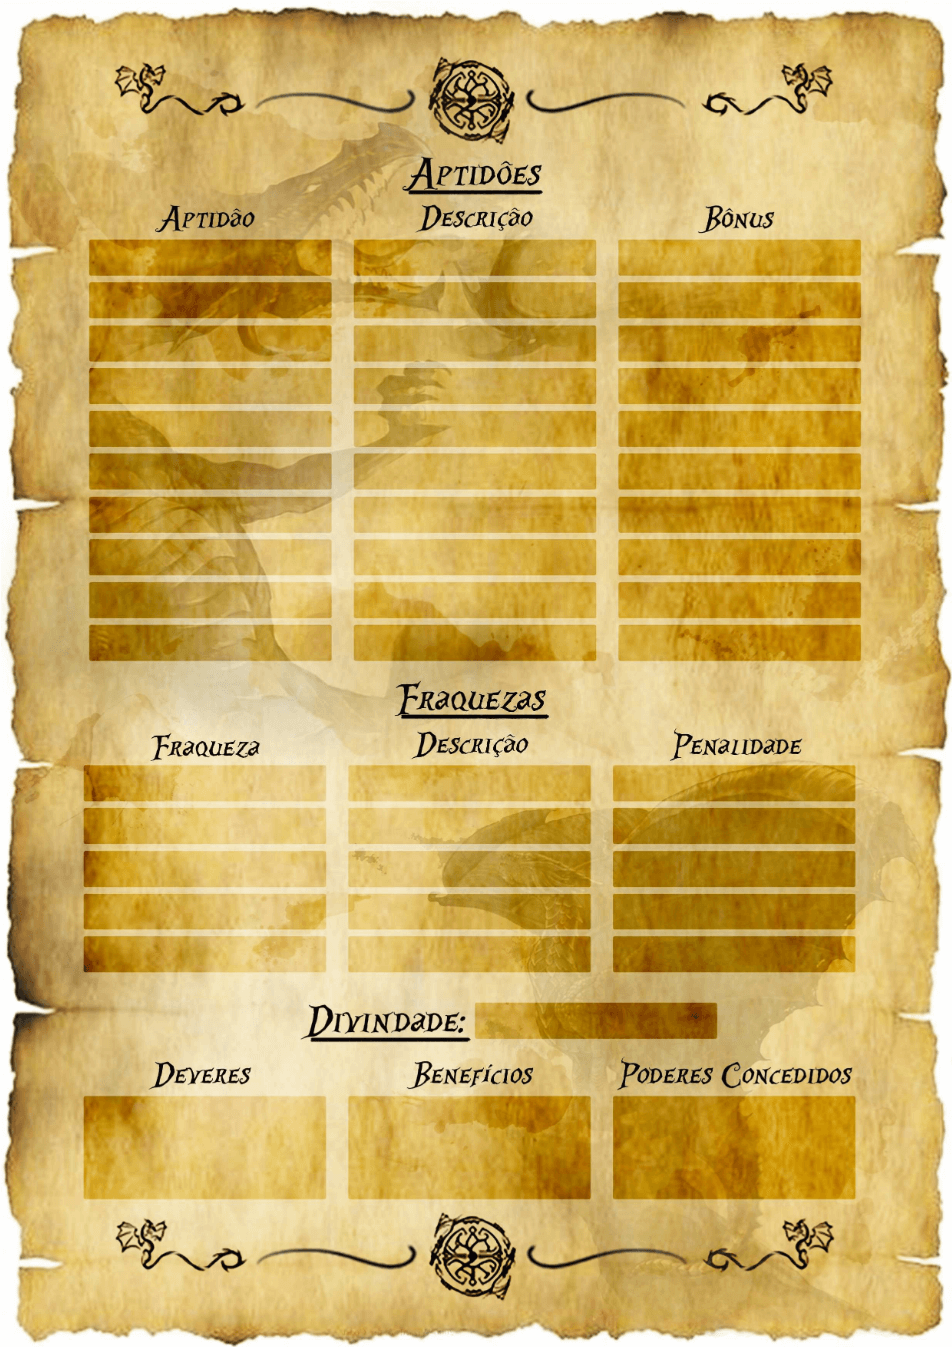 Aptidões
Aptidão Descrição Bônus
Fraquezas
Fraqueza Descrição Penalidade
Divindade:
Deveres Benefícios Poderes Concedidos